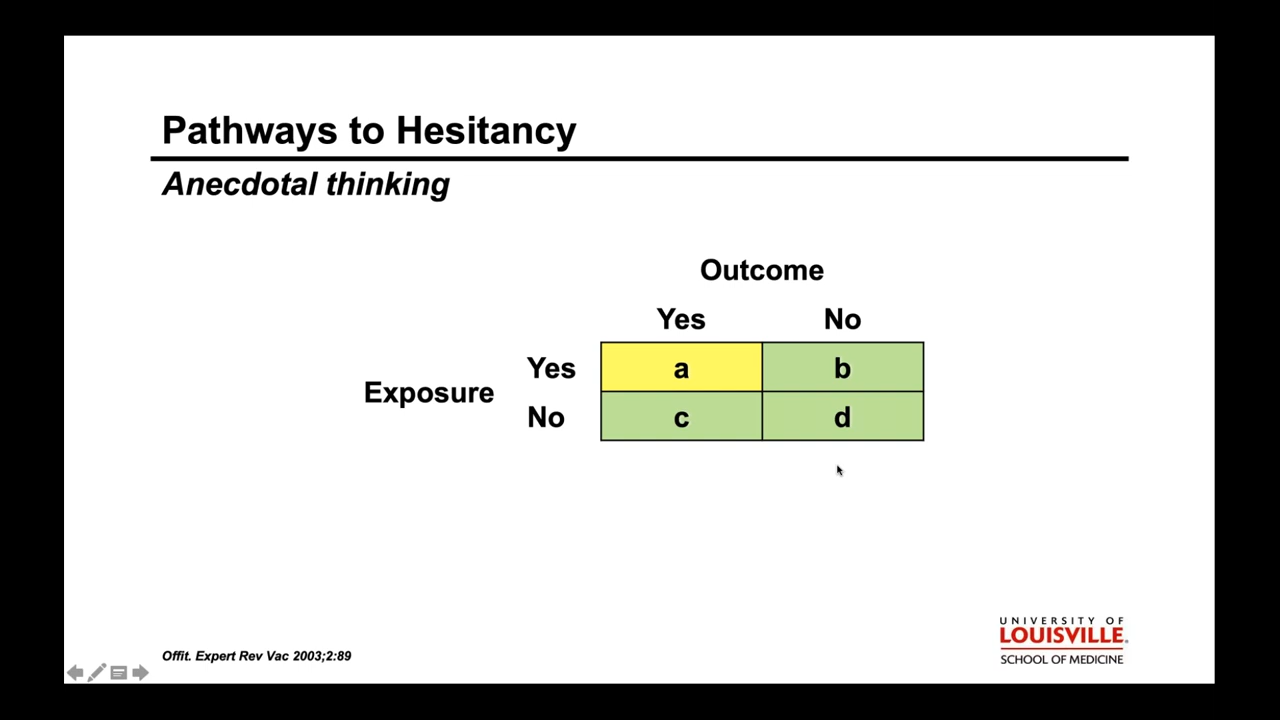 Pathways to Hesitancy
Anecdotal thinking
Outcome
Yes No
Yes a b
Exposure
No c d
Offit. Expert Rev Vac 2003;2:89
UNIVERSITY OF
LOUISVILLE.
SCHOOL OF MEDICINE